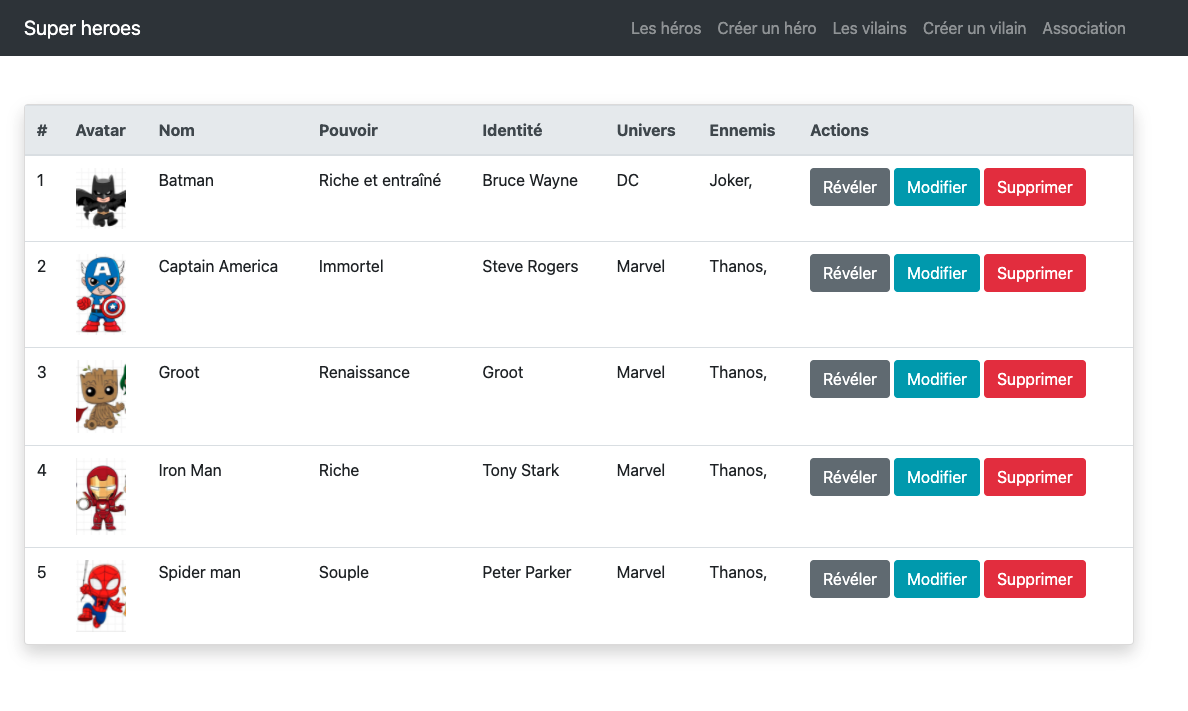 Super heroes Les héros Créer un héro Les vilains Créer un vilain Association
# Avatar Nom Pouvoir Identité Univers Ennemis Actions
1 Batman Riche et entraîné Bruce Wayne DC Joker, Révéler Modifier Supprimer
2 Captain America Immortel Steve Rogers Marvel Thanos, Révéler Modifier Supprimer
3 Groot Renaissance Groot Marvel Thanos, Révéler Modifier Supprimer
4 Iron Man Riche Tony Stark Marvel Thanos, Révéler Modifier Supprimer
5 Spider man Souple Peter Parker Marvel Thanos, Révéler Modifier Supprimer